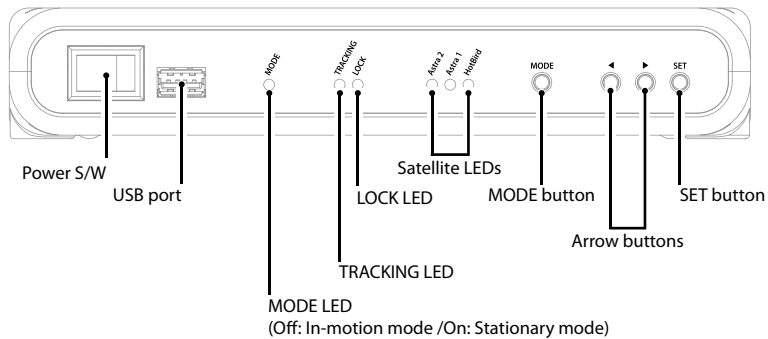 MODE
TRACKING
LOCK
Astra 2
Astra 1
HotBird
MODE
◀
▶
SET
Power S/W
USB port
Satellite LEDs
LOCK LED
MODE button
SET button
Arrow buttons
TRACKING LED
MODE LED
(Off: In-motion mode /On: Stationary mode)